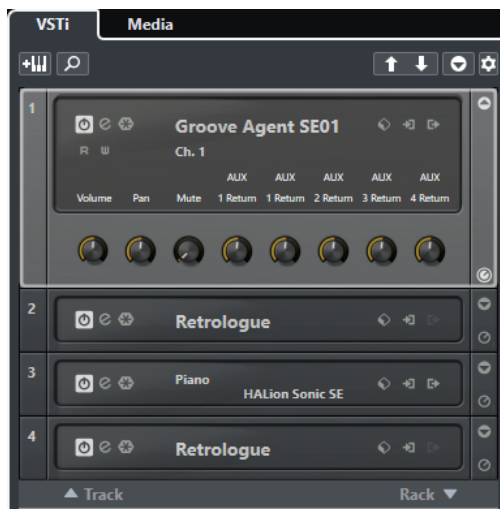 VSTi Media
1
Groove Agent SE01
R W
Ch. 1
AUX AUX AUX AUX AUX
Volume Pan Mute 1 Return 1 Return 2 Return 3 Return 4 Return
2
Retrologue
3
Piano
HALion Sonic SE
4
Retrologue
Track Rack